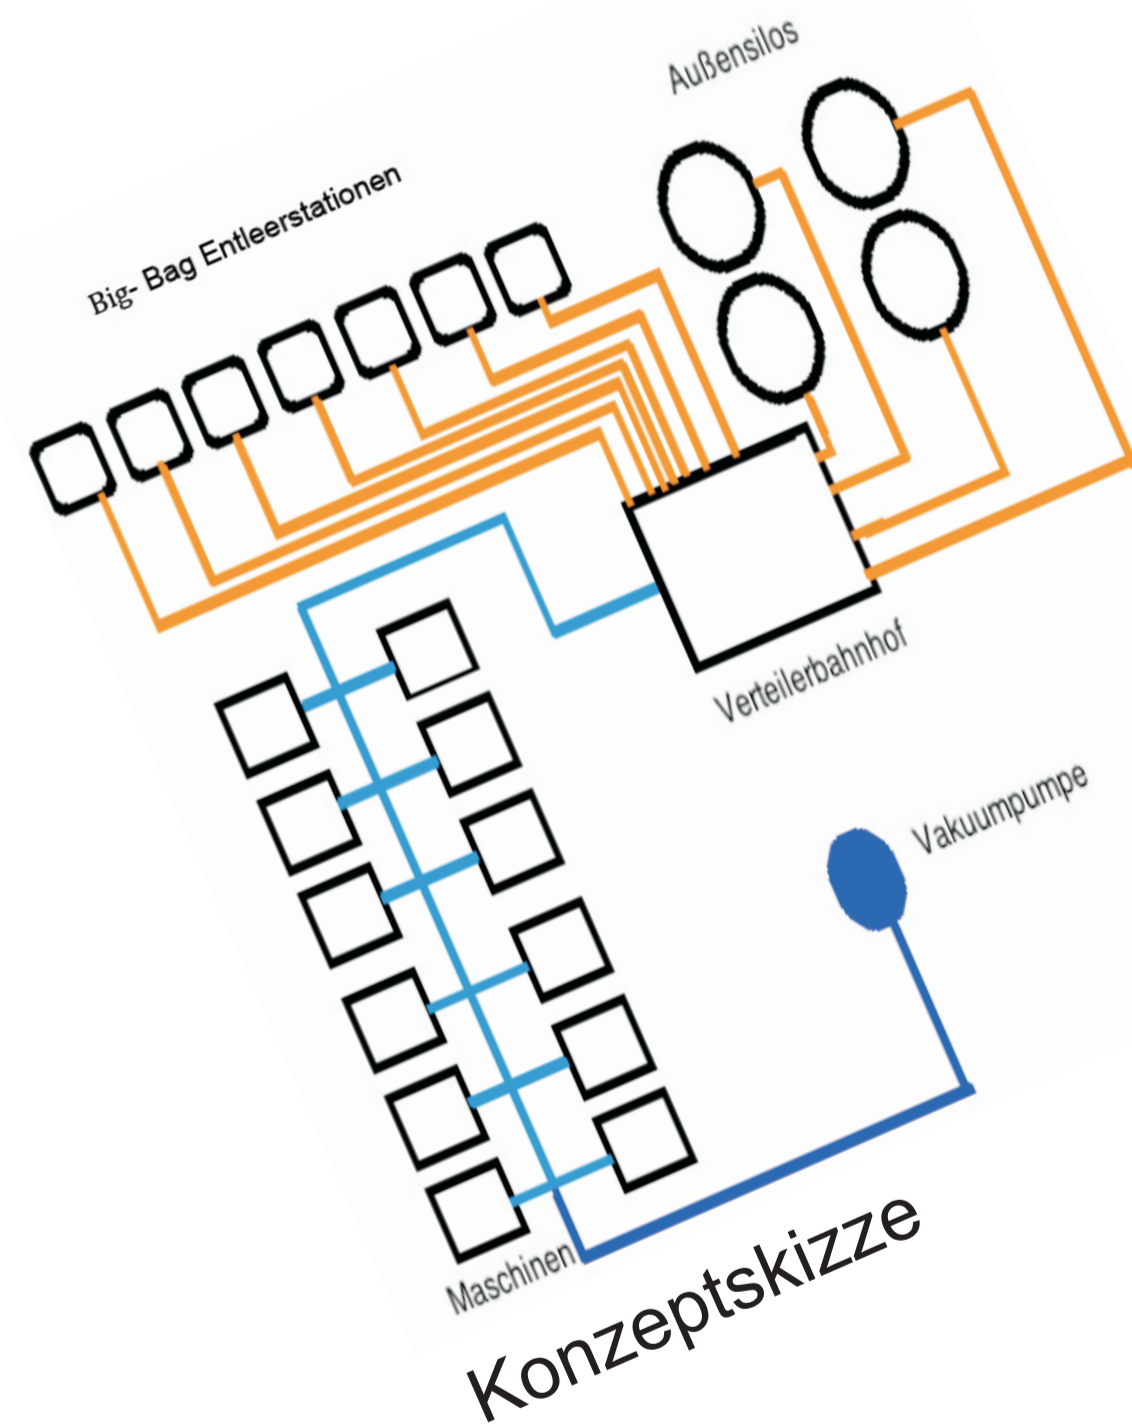 Außensilos
Big- Bag Entleerstationen
Verteilerbahnhof
Vakuumpumpe
Maschinen
Konzeptskizze